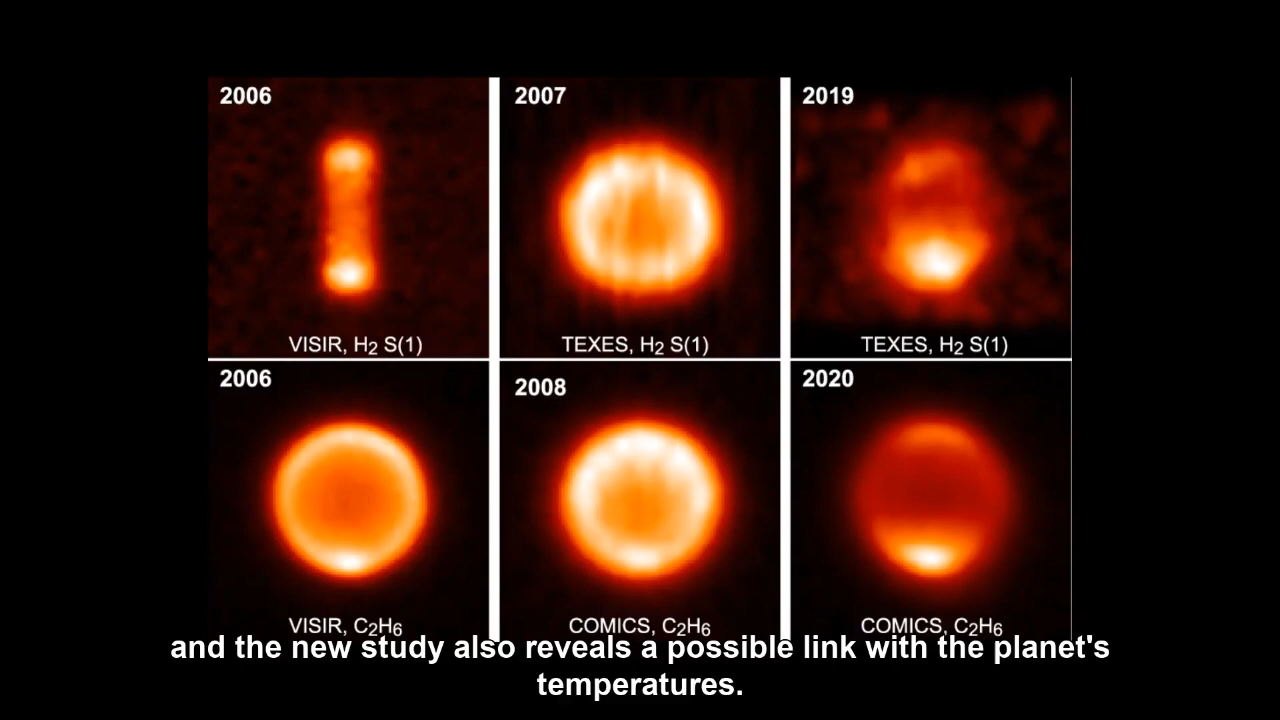 2006
2007
2019
VISIR, H2 S(1)
TEXES, H2 S(1)
TEXES, H2 S(1)
2006
2008
2020
VISIR, C2H6
COMICS, C2H6
COMICS, C2H6
and the new study also reveals a possible link with the planet's
temperatures.